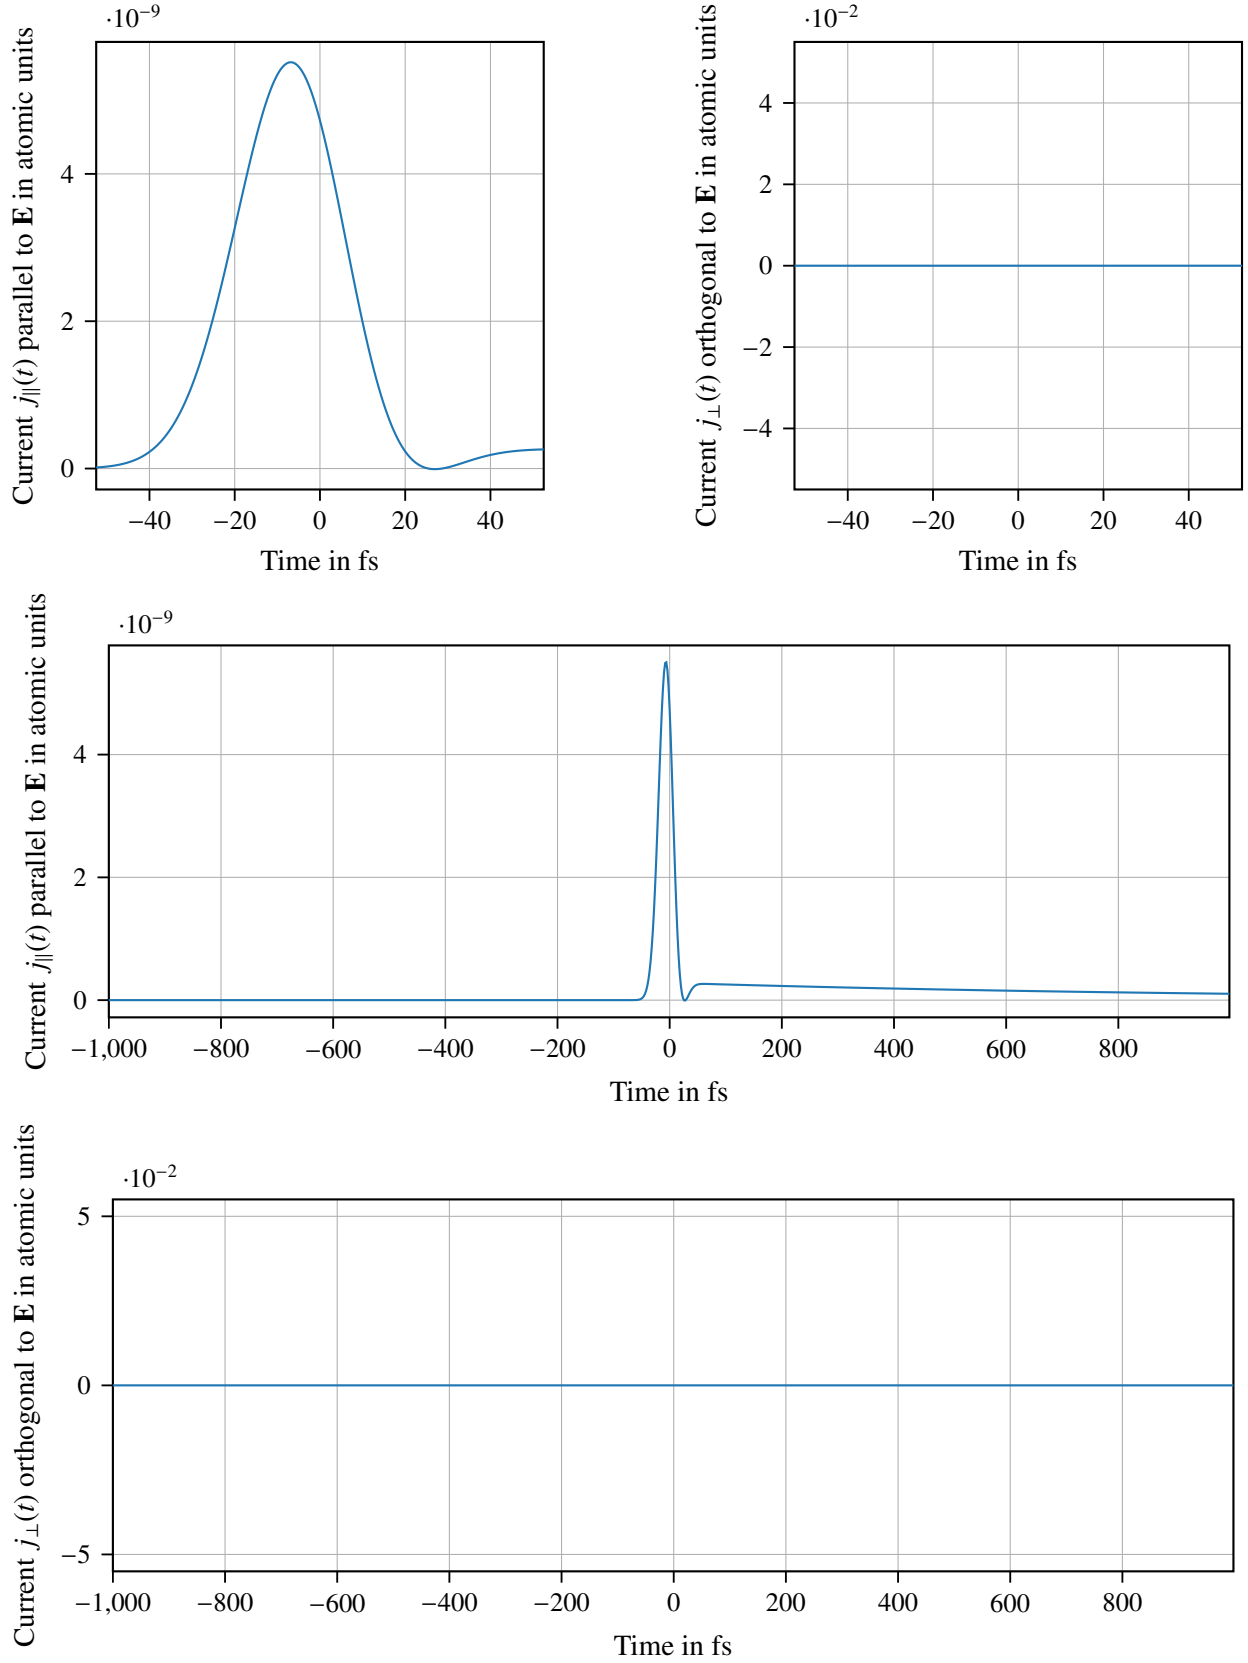 ·10−9
Current j∥(t) parallel to E in atomic units
4
2
0
−40 −20 0 20 40
Time in fs
·10−2
Current j⊥(t) orthogonal to E in atomic units
4
2
0
−2
−4
−40 −20 0 20 40
Time in fs
·10−9
Current j∥(t) parallel to E in atomic units
4
2
0
−1,000 −800 −600 −400 −200 0 200 400 600 800
Time in fs
·10−2
Current j⊥(t) orthogonal to E in atomic units
5
0
−5
−1,000 −800 −600 −400 −200 0 200 400 600 800
Time in fs